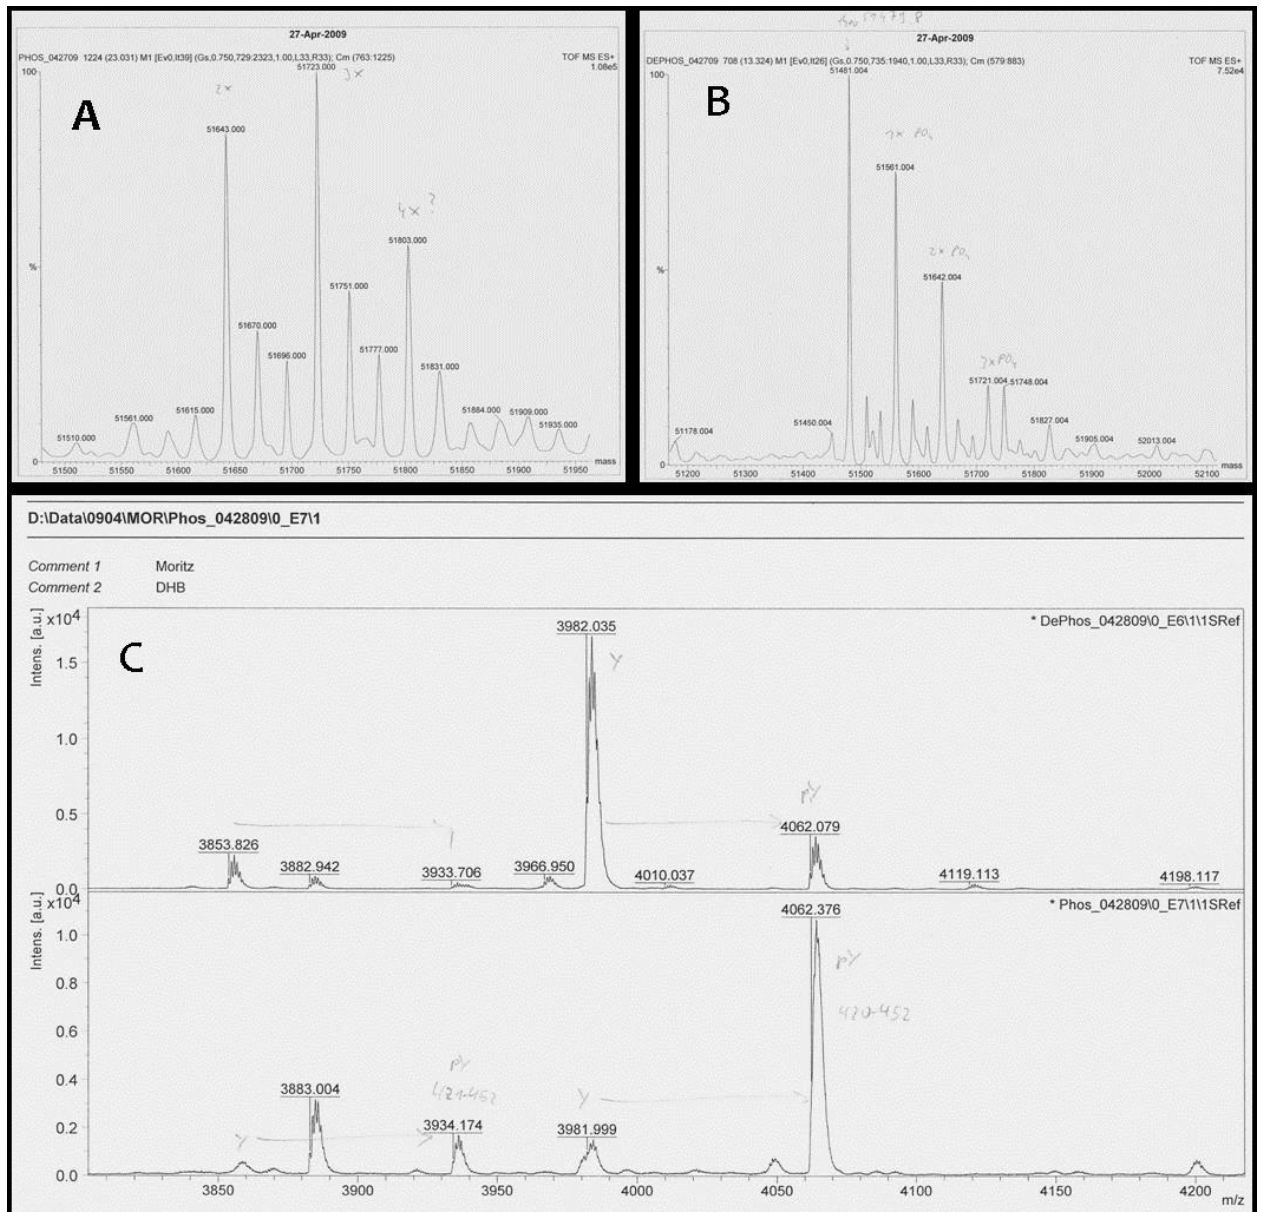 27-Apr-2009
PHOS_042709 1224 (23.031) M1 [Ev0,It39] (Gs,0.750,729:2323,1.00,L33,R33); Cm (763:1225)
TOF MS ES+
1.08e5
100
51723.000
3x
A
2x
51643.000
4x ?
51803.000
%
51751.000
51670.000
51696.000
51777.000
51831.000
51561.000
51615.000
51884.000
51909.000
51510.000
51935.000
0
mass
51500 51550 51600 51650 51700 51750 51800 51850 51900 51950
27-Apr-2009
DEPHOS_042709 708 (13.324) M1 [Ev0,It26] (Gs,0.750,735:1940,1.00,L33,R33); Cm (579:883)
TOF MS ES+
7.52e4
100
51481.004
B
1x PO4
51561.004
2x PO4
%
51642.004
3x PO4
51721.004
51748.004
51450.004
51827.004
51178.004
51905.004
52013.004
0
mass
51200 51300 51400 51500 51600 51700 51800 51900 52000 52100
D:\Data\0904\MOR\Phos_042809\0_E7\1
Comment 1 Moritz
Comment 2 DHB
C
Intens. [a.u.]
x10^4
* DePhos_042809\0_E6\1\1SRef
3982.035
Y
1.5
1.0
pY
0.5
3853.826
4062.079
3882.942
3933.706
3966.950
4010.037
4119.113
4198.117
0.0
Intens. [a.u.]
x10^4
* Phos_042809\0_E7\1\1SRef
4062.376
1.0
pY
0.8
420-452
0.6
pY
0.4
421-452
Y
3883.004
3934.174
3981.999
0.2
Y
0.0
3850 3900 3950 4000 4050 4100 4150 4200
m/z